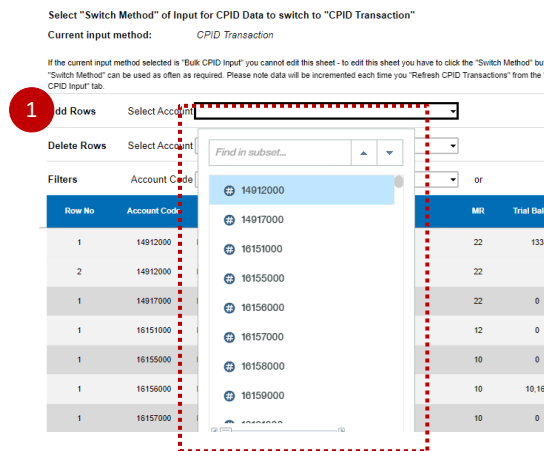 Select "Switch Method" of Input for CPID Data to switch to "CPID Transaction"
Current input method: CPID Transaction
If the current input method selected is "Bulk CPID Input" you cannot edit this sheet - to edit this sheet you have to click the "Switch Method" bu
"Switch Method" can be used as often as required. Please note data will be incremented each time you "Refresh CPID Transactions" from the "
CPID Input" tab.
1 dd Rows Select Account
Delete Rows Select Account
Find in subset...
Filters Account Code or
Row No Account Code MR Trial Bal
14912000
14917000
16151000
16155000
16156000
16157000
16158000
16159000
1 14912000 22 133
2 14912000 22
1 14917000 22 0
1 16151000 12 0
1 16155000 10 0
1 16156000 10 10,16
1 16157000 10 0